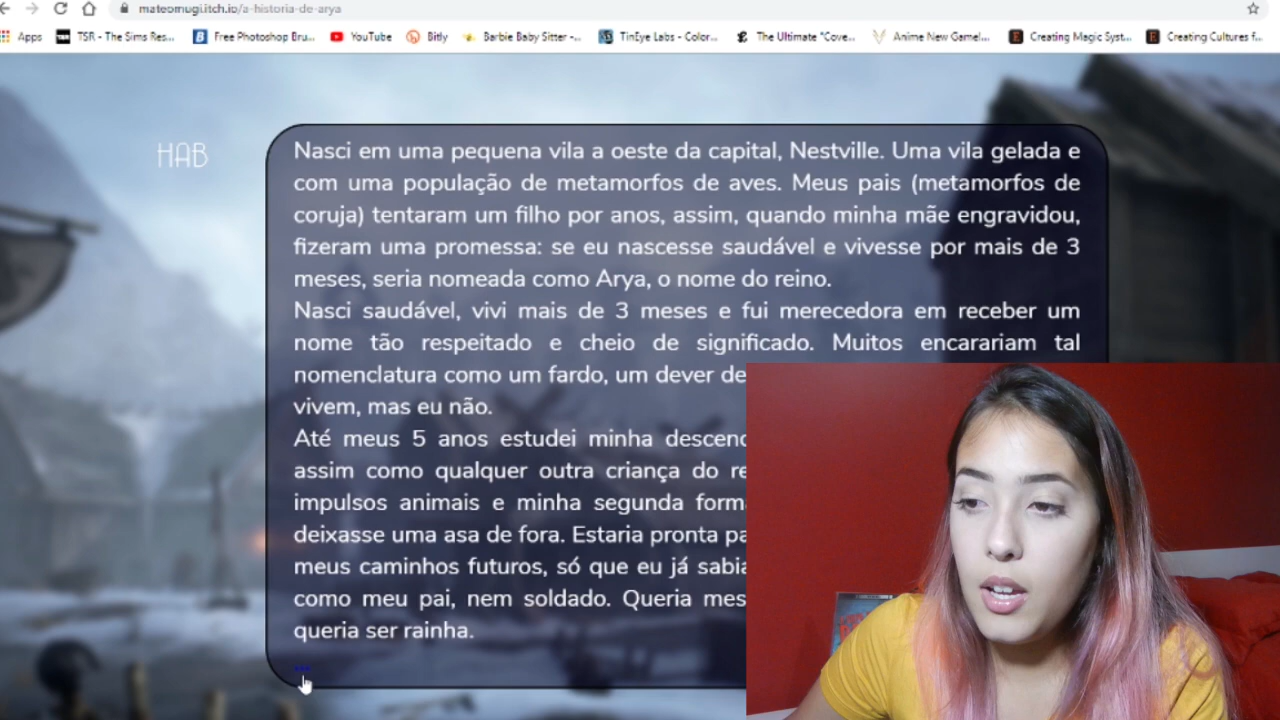 mateomugi.itch.io/a-historia-de-arya
Apps TSR - The Sims Res... Free Photoshop Bru... YouTube Bitly Barbie Baby Sitter -... TinEye Labs - Color... The Ultimate "Cove... Anime New Game!... Creating Magic Syst... Creating Cultures f...
HAB
Nasci em uma pequena vila a oeste da capital, Nestville. Uma vila gelada e
com uma população de metamorfos de aves. Meus pais (metamorfos de
coruja) tentaram um filho por anos, assim, quando minha mãe engravidou,
fizeram uma promessa: se eu nascesse saudável e vivesse por mais de 3
meses, seria nomeada como Arya, o nome do reino.
Nasci saudável, vivi mais de 3 meses e fui merecedora em receber um
nome tão respeitado e cheio de significado. Muitos encarariam tal
nomenclatura como um fardo, um dever de
vivem, mas eu não.
Até meus 5 anos estudei minha descend
assim como qualquer outra criança do re
impulsos animais e minha segunda form
deixasse uma asa de fora. Estaria pronta pa
meus caminhos futuros, só que eu já sabia
como meu pai, nem soldado. Queria mes
queria ser rainha.
...